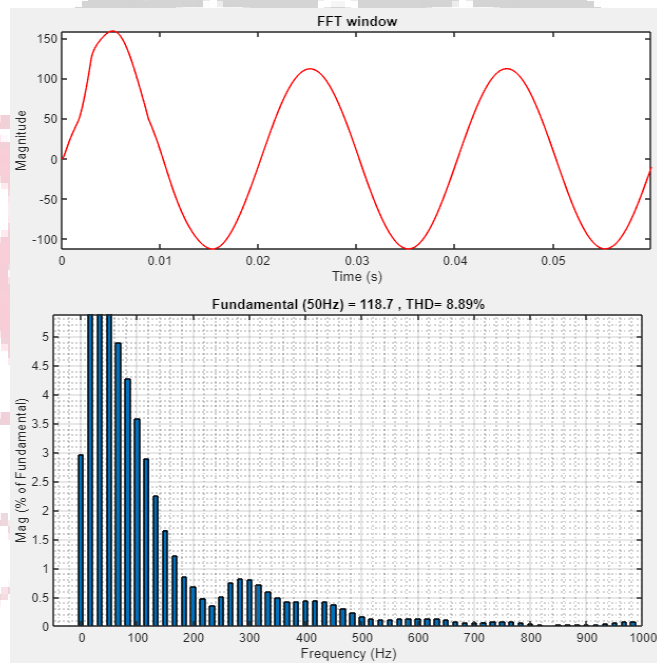 FFT window
150
100
50
0
-50
-100
Magnitude
0 0.01 0.02 0.03 0.04 0.05
Time (s)
Fundamental (50Hz) = 118.7 , THD= 8.89%
5
4.5
4
3.5
3
2.5
2
1.5
1
0.5
0
Mag (% of Fundamental)
0 100 200 300 400 500 600 700 800 900 1000
Frequency (Hz)